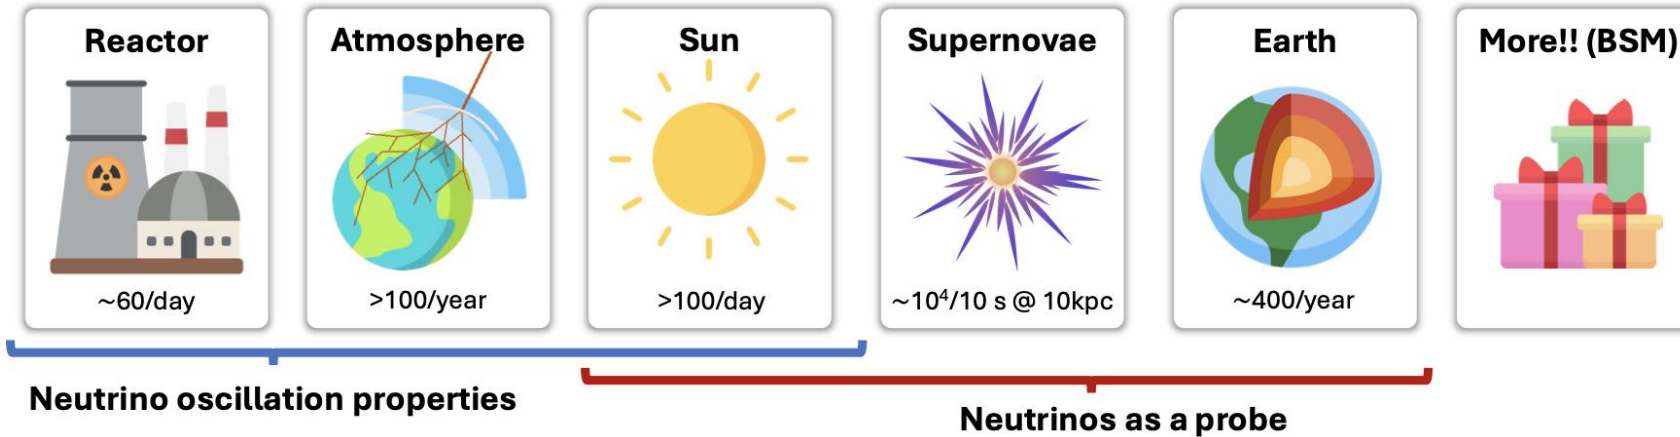 Reactor
Atmosphere
Sun
Supernovae
Earth
More!! (BSM)
~60/day
>100/year
>100/day
~10⁴/10 s @ 10kpc
~400/year
Neutrino oscillation properties
Neutrinos as a probe